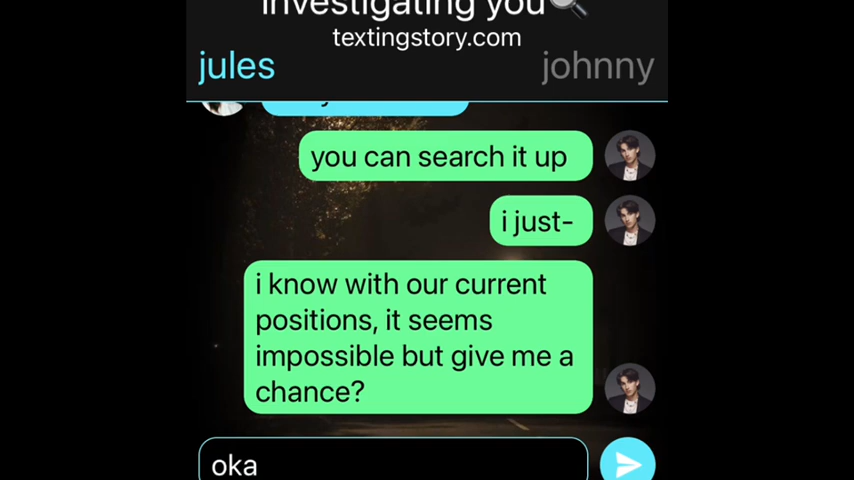 investigating you🔍
textingstory.com
jules
johnny
you can search it up
i just-
i know with our current
positions, it seems
impossible but give me a
chance?
oka